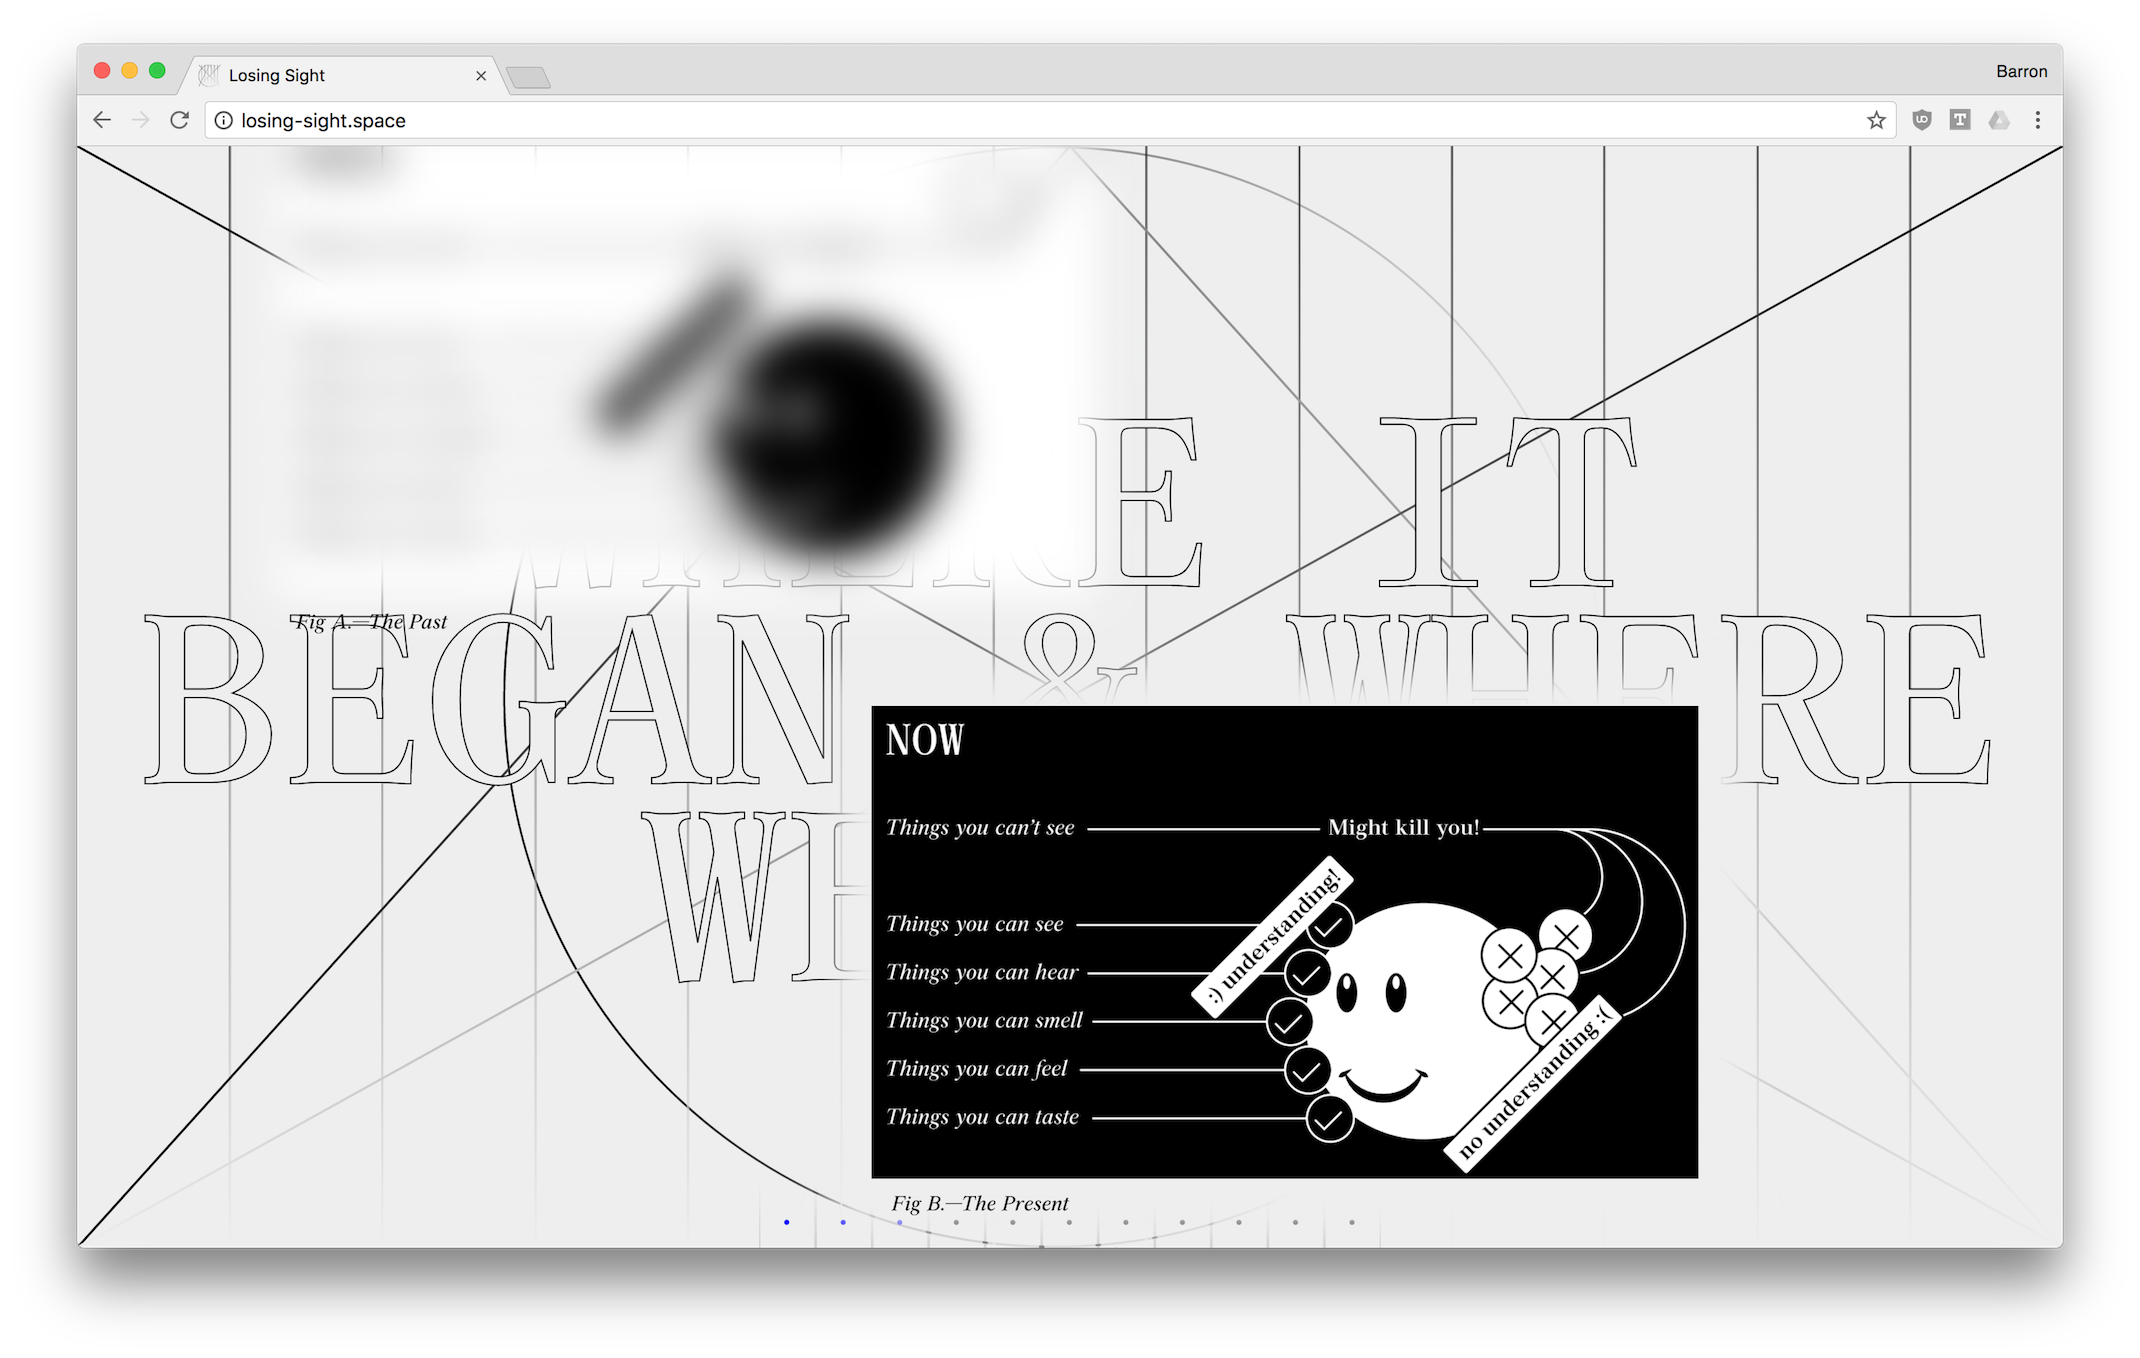 Losing Sight
Barron
losing-sight.space
WHERE IT
BEGAN & WHERE
WE
Fig A.—The Past
NOW
Things you can't see
Might kill you!
:) understanding!
Things you can see
Things you can hear
Things you can smell
Things you can feel
Things you can taste
no understanding :(
Fig B.—The Present